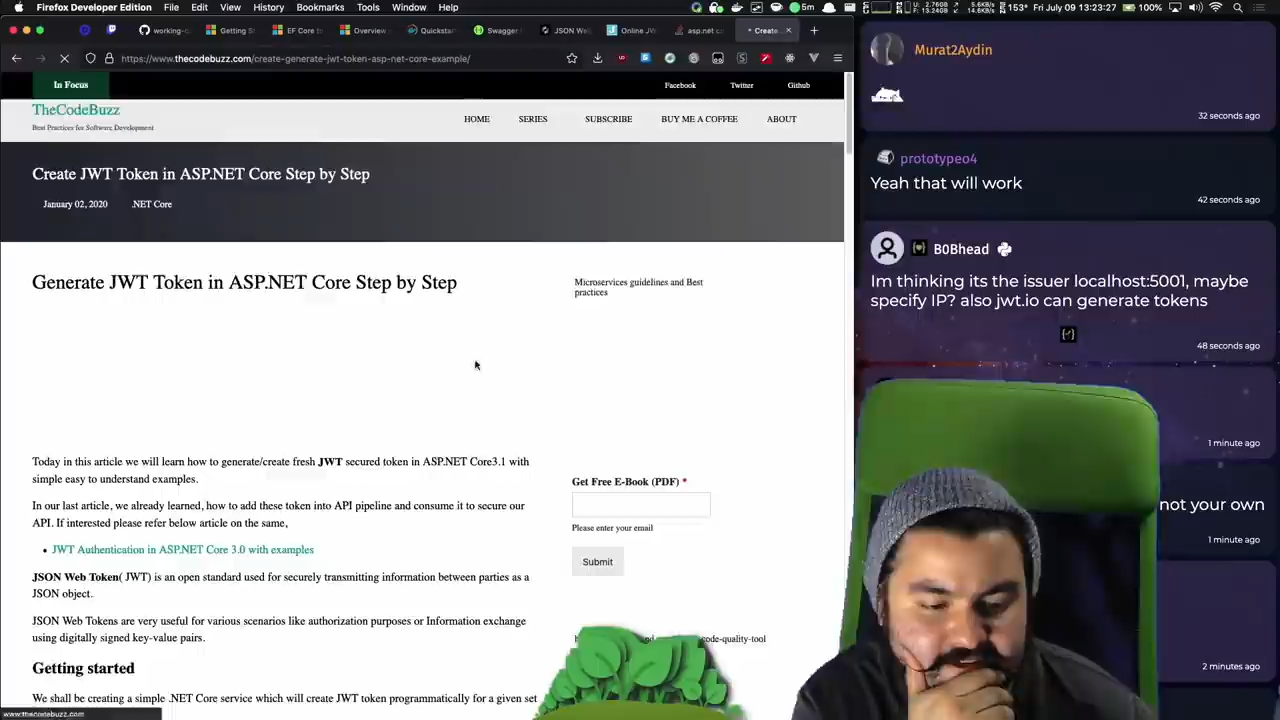 Firefox Developer Edition File Edit View History Bookmarks Tools Window Help
153 Fri July 09 13:23:27 100%
working-
Getting S
EF Core t
Overview
Quickstar
Swagger
JSON Web
Online JW
asp.net c
Create
https://www.thecodebuzz.com/create-generate-jwt-token-asp-net-core-example/
In Focus
Facebook Twitter Github
TheCodeBuzz
Best Practices for Software Development
HOME SERIES SUBSCRIBE BUY ME A COFFEE ABOUT
Create JWT Token in ASP.NET Core Step by Step
January 02, 2020 .NET Core
Generate JWT Token in ASP.NET Core Step by Step
Today in this article we will learn how to generate/create fresh JWT secured token in ASP.NET Core3.1 with
simple easy to understand examples.
In our last article, we already learned, how to add these token into API pipeline and consume it to secure our
API. If interested please refer below article on the same,
• JWT Authentication in ASP.NET Core 3.0 with examples
JSON Web Token( JWT) is an open standard used for securely transmitting information between parties as a
JSON object.
JSON Web Tokens are very useful for various scenarios like authorization purposes or Information exchange
using digitally signed key-value pairs.
Getting started
We shall be creating a simple .NET Core service which will create JWT token programmatically for a given set
www.thecodebuzz.com
Microservices guidelines and Best
practices
Get Free E-Book (PDF) *
Please enter your email
Submit
code-quality-tool
Murat2Aydin
32 seconds ago
prototypeo4
Yeah that will work
42 seconds ago
B0Bhead
Im thinking its the issuer localhost:5001, maybe
specify IP? also jwt.io can generate tokens
48 seconds ago
1 minute ago
not your own
1 minute ago
2 minutes ago